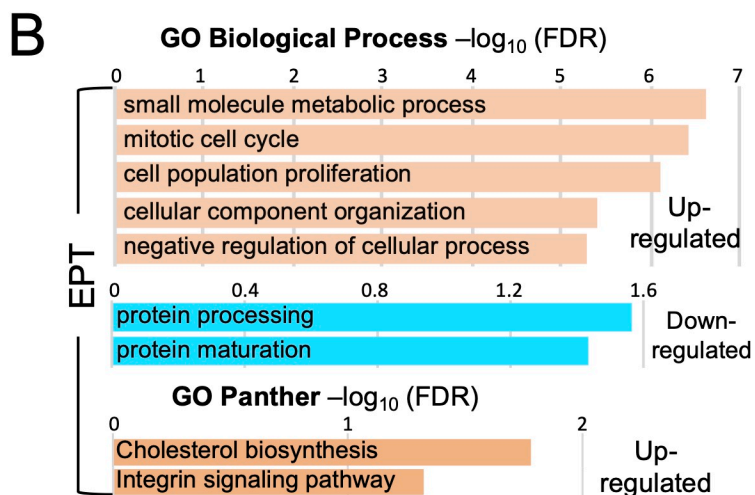 B
GO Biological Process –log10 (FDR)
0 1 2 3 4 5 6 7
small molecule metabolic process
mitotic cell cycle
cell population proliferation
cellular component organization
negative regulation of cellular process
Up-
regulated
EPT
0 0.4 0.8 1.2 1.6
protein processing
protein maturation
Down-
regulated
GO Panther –log10 (FDR)
0 1 2
Cholesterol biosynthesis
Integrin signaling pathway
Up-
regulated